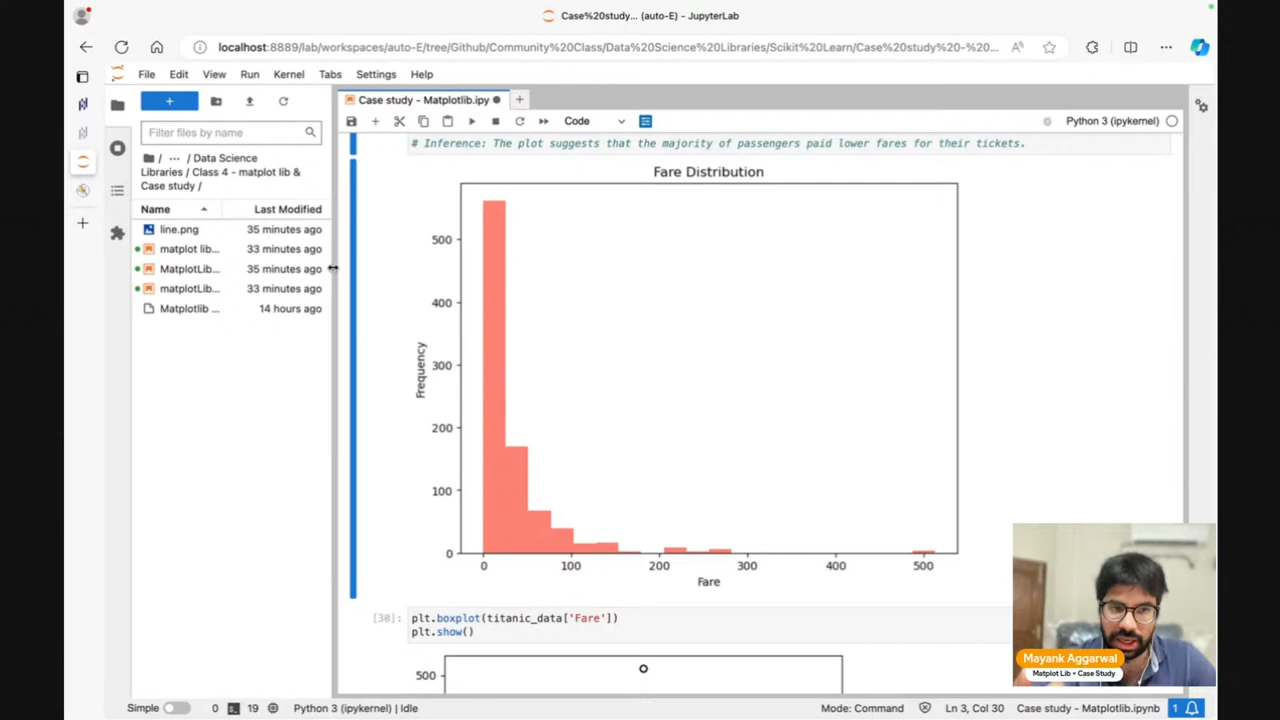 Case%20study... (auto-E) - JupyterLab
localhost:8889/lab/workspaces/auto-E/tree/Github/Community%20Class/Data%20Science%20Libraries/Scikit%20Learn/Case%20study%20-%20...
File Edit View Run Kernel Tabs Settings Help
Case study - Matplotlib.ipy
Code
Python 3 (ipykernel)
Filter files by name
/ ... / Data Science
Libraries / Class 4 - matplot lib &
Case study /
Name Last Modified
line.png 35 minutes ago
matplot lib... 33 minutes ago
MatplotLib... 35 minutes ago
matplotLib... 33 minutes ago
Matplotlib ... 14 hours ago
# Inference: The plot suggests that the majority of passengers paid lower fares for their tickets.
Fare Distribution
500
400
300
200
100
0
Frequency
0 100 200 300 400 500
Fare
[30]: plt.boxplot(titanic_data['Fare'])
plt.show()
500
Mayank Aggarwal
Matplot Lib + Case Study
Simple 0 19 Python 3 (ipykernel) | Idle Mode: Command Ln 3, Col 30 Case study - Matplotlib.ipynb 1